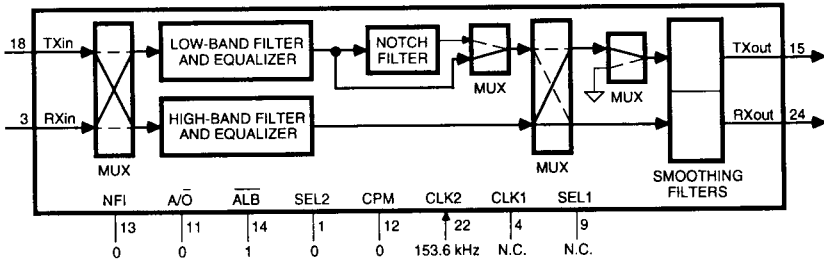 18 TXin
LOW-BAND FILTER
AND EQUALIZER
NOTCH
FILTER
MUX
MUX
TXout 15
3 RXin
HIGH-BAND FILTER
AND EQUALIZER
RXout 24
MUX
MUX
SMOOTHING
FILTERS
NFI A/O̅ A̅L̅B̅ SEL2 CPM CLK2 CLK1 SEL1
13 11 14 1 12 22 4 9
0 0 1 0 0 153.6 kHz N.C. N.C.